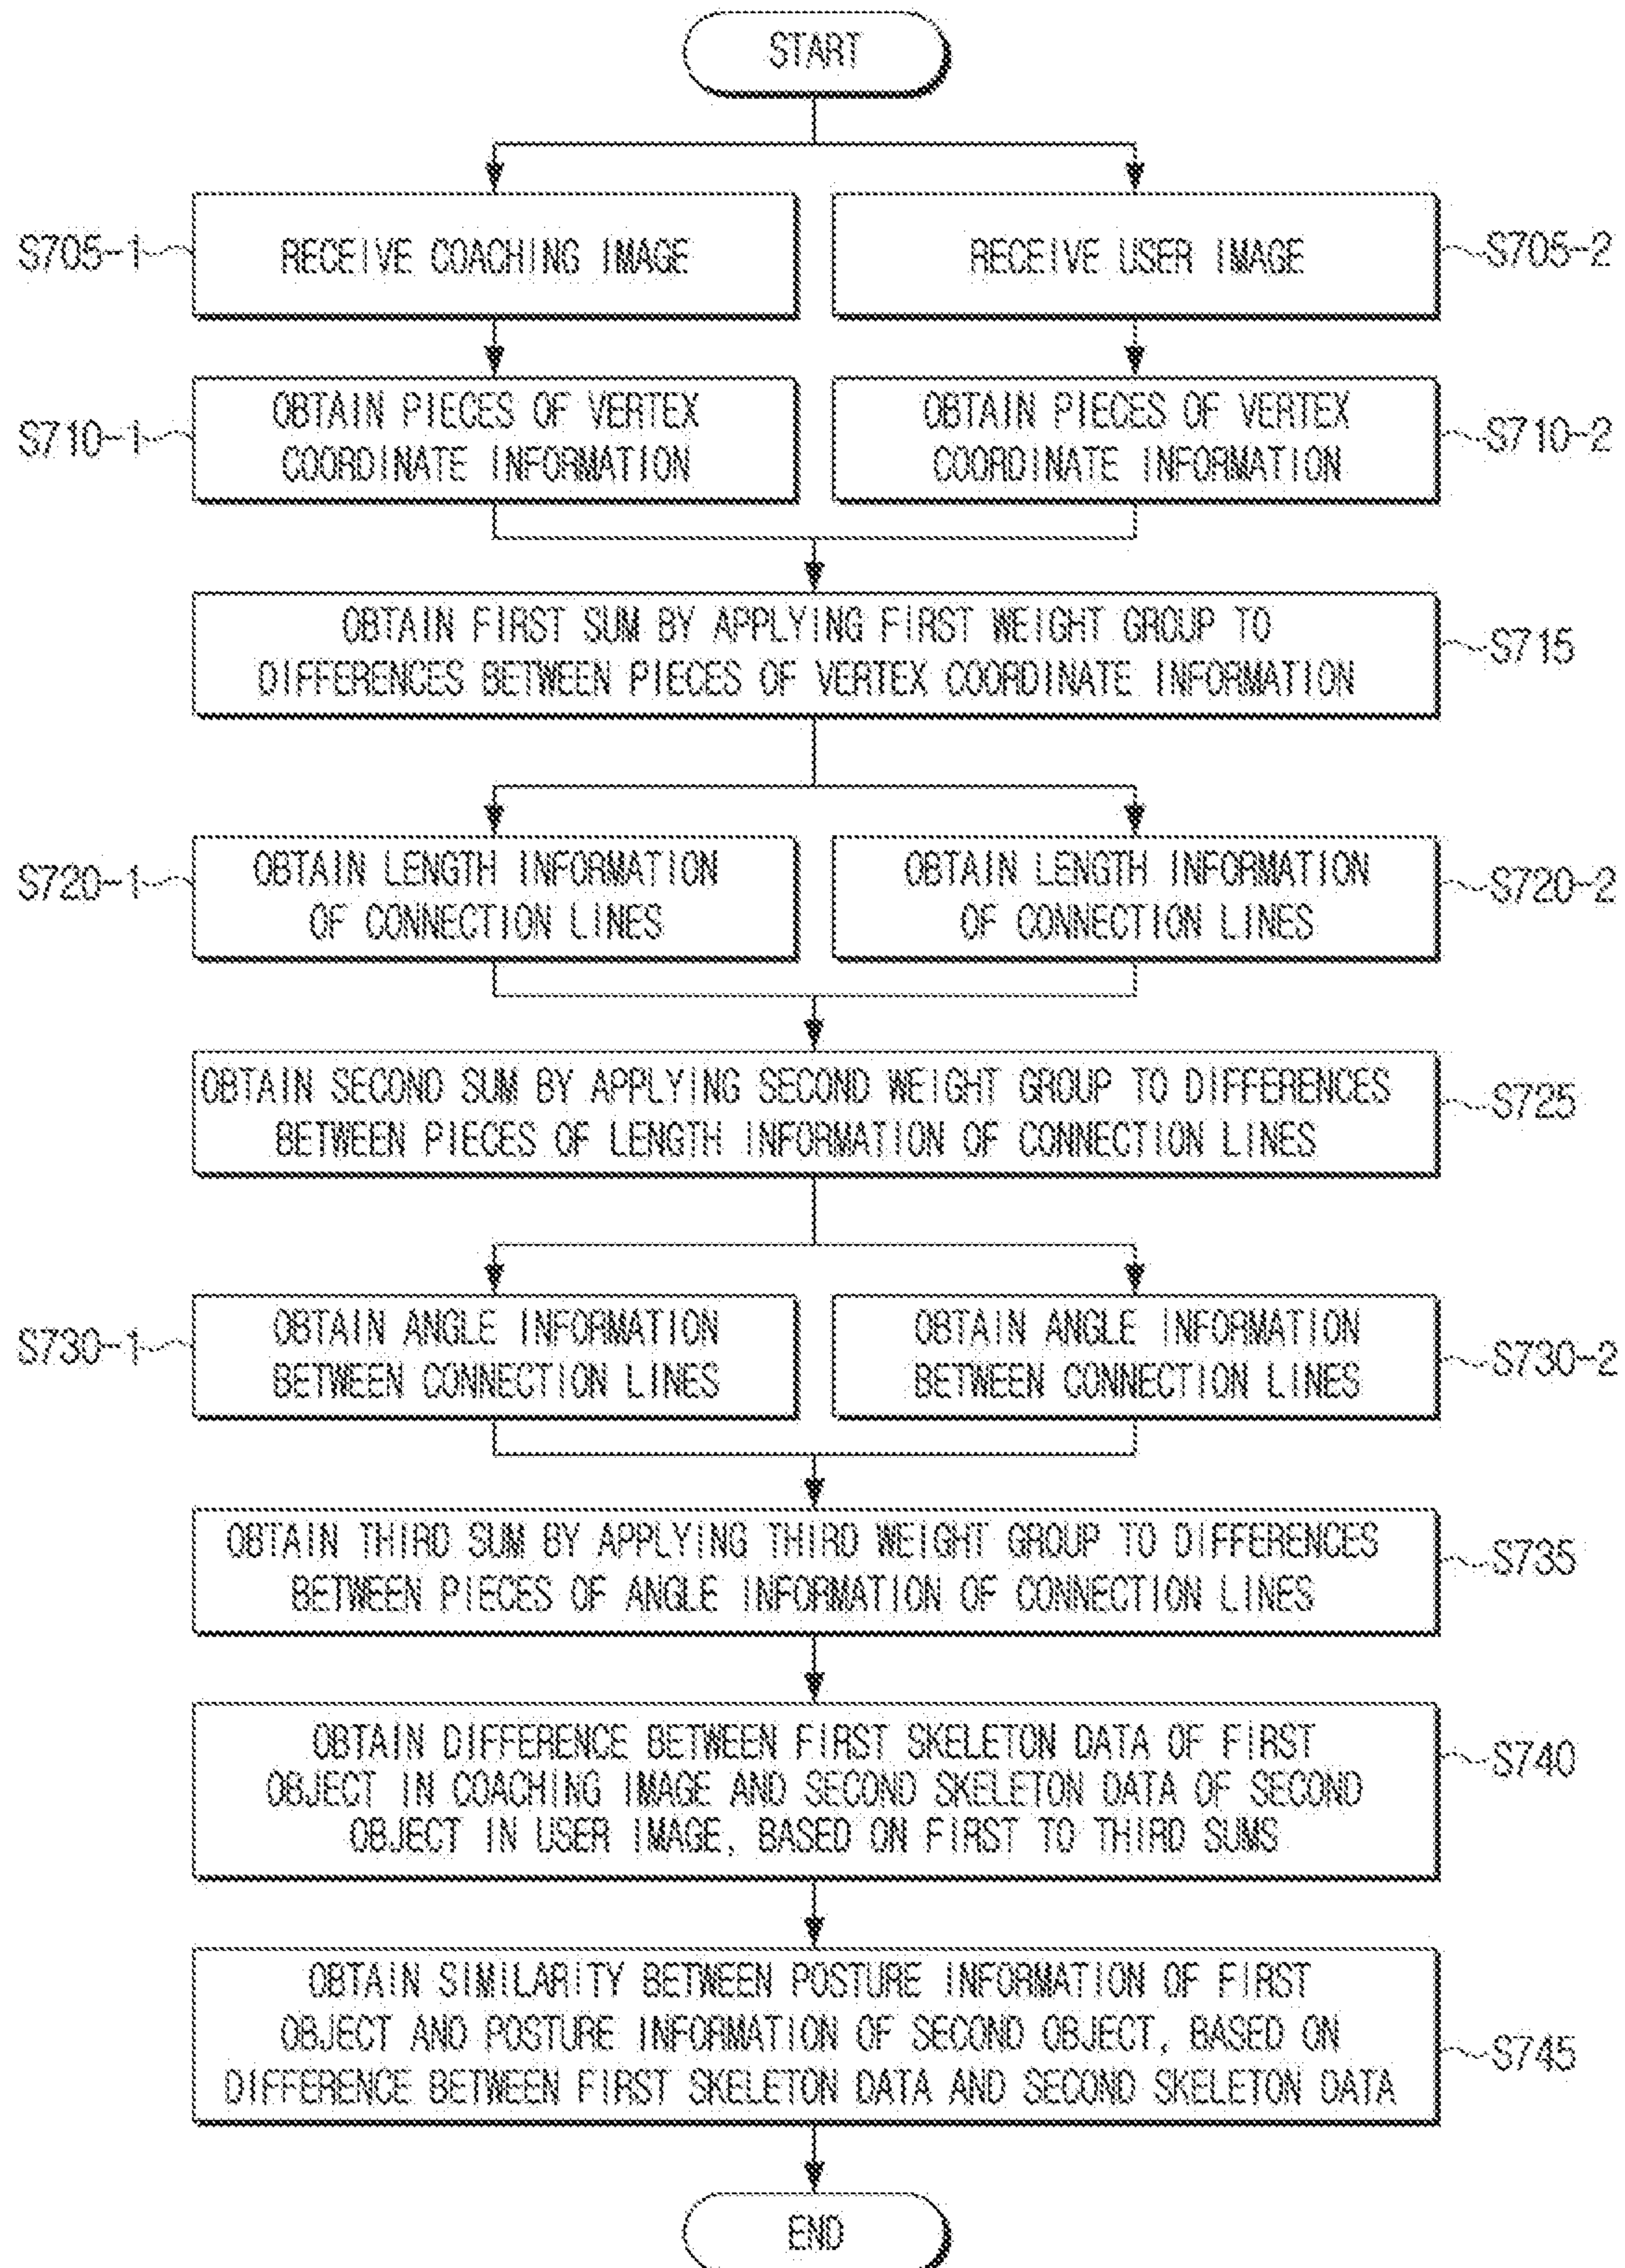 START
S705-1
RECEIVE COACHING IMAGE
RECEIVE USER IMAGE
S705-2
S710-1
OBTAIN PIECES OF VERTEX
COORDINATE INFORMATION
OBTAIN PIECES OF VERTEX
COORDINATE INFORMATION
S710-2
OBTAIN FIRST SUM BY APPLYING FIRST WEIGHT GROUP TO
DIFFERENCES BETWEEN PIECES OF VERTEX COORDINATE INFORMATION
S715
S720-1
OBTAIN LENGTH INFORMATION
OF CONNECTION LINES
OBTAIN LENGTH INFORMATION
OF CONNECTION LINES
S720-2
OBTAIN SECOND SUM BY APPLYING SECOND WEIGHT GROUP TO DIFFERENCES
BETWEEN PIECES OF LENGTH INFORMATION OF CONNECTION LINES
S725
S730-1
OBTAIN ANGLE INFORMATION
BETWEEN CONNECTION LINES
OBTAIN ANGLE INFORMATION
BETWEEN CONNECTION LINES
S730-2
OBTAIN THIRD SUM BY APPLYING THIRD WEIGHT GROUP TO DIFFERENCES
BETWEEN PIECES OF ANGLE INFORMATION OF CONNECTION LINES
S735
OBTAIN DIFFERENCE BETWEEN FIRST SKELETON DATA OF FIRST
OBJECT IN COACHING IMAGE AND SECOND SKELETON DATA OF SECOND
OBJECT IN USER IMAGE, BASED ON FIRST TO THIRD SUMS
S740
OBTAIN SIMILARITY BETWEEN POSTURE INFORMATION OF FIRST
OBJECT AND POSTURE INFORMATION OF SECOND OBJECT, BASED ON
DIFFERENCE BETWEEN FIRST SKELETON DATA AND SECOND SKELETON DATA
S745
END